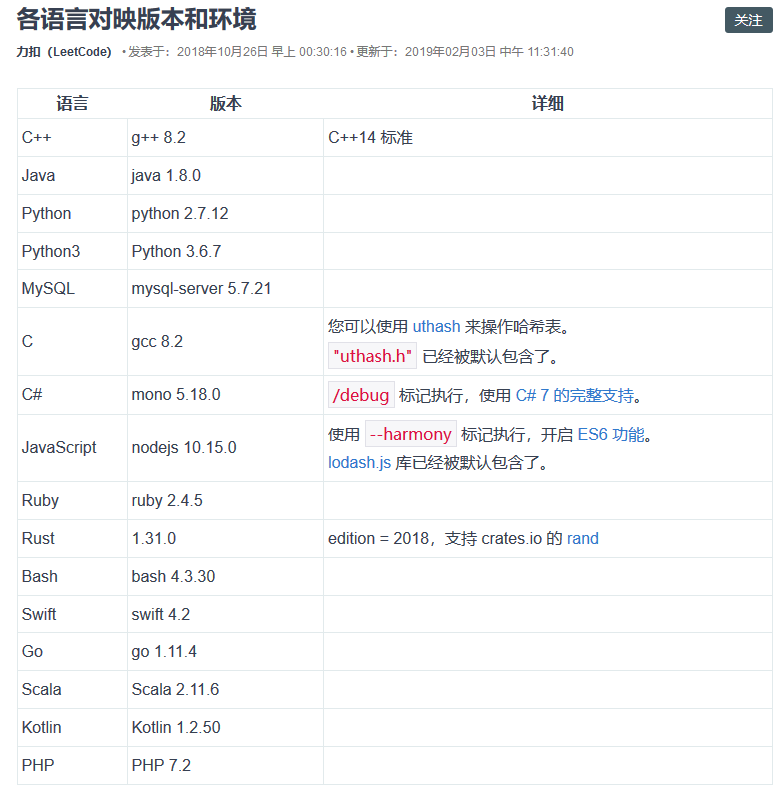 各语言对映版本和环境
关注
力扣（LeetCode） • 发表于：2018年10月26日 早上 00:30:16 • 更新于：2019年02月03日 中午 11:31:40
语言 版本 详细
C++ g++ 8.2 C++14 标准
Java java 1.8.0
Python python 2.7.12
Python3 Python 3.6.7
MySQL mysql-server 5.7.21
C gcc 8.2 您可以使用 uthash 来操作哈希表。
"uthash.h" 已经被默认包含了。
C# mono 5.18.0 /debug 标记执行，使用 C# 7 的完整支持。
JavaScript nodejs 10.15.0 使用 --harmony 标记执行，开启 ES6 功能。
lodash.js 库已经被默认包含了。
Ruby ruby 2.4.5
Rust 1.31.0 edition = 2018，支持 crates.io 的 rand
Bash bash 4.3.30
Swift swift 4.2
Go go 1.11.4
Scala Scala 2.11.6
Kotlin Kotlin 1.2.50
PHP PHP 7.2